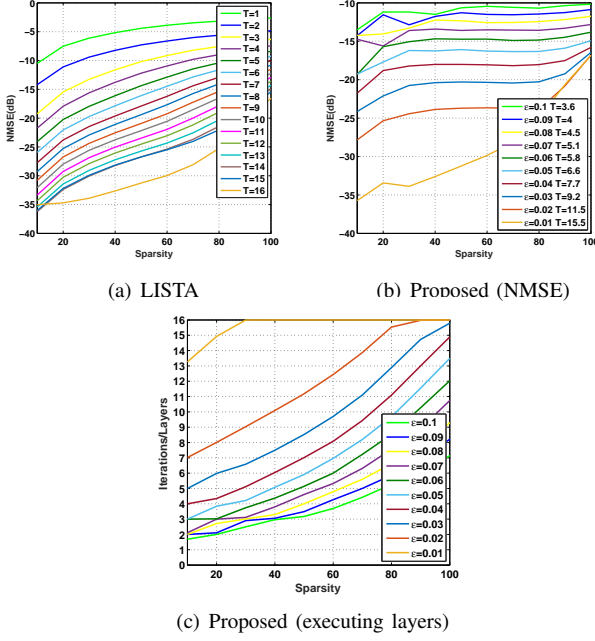 0
−5
−10
−15
−20
−25
−30
−35
−40
NMSE(dB)
20 40 60 80 100
Sparsity
T=1
T=2
T=3
T=4
T=5
T=6
T=7
T=8
T=9
T=10
T=11
T=12
T=13
T=14
T=15
T=16
(a) LISTA
−10
−15
−20
−25
−30
−35
−40
NMSE(dB)
20 40 60 80 100
Sparsity
ε=0.1 T=3.6
ε=0.09 T=4
ε=0.08 T=4.5
ε=0.07 T=5.1
ε=0.06 T=5.8
ε=0.05 T=6.6
ε=0.04 T=7.7
ε=0.03 T=9.2
ε=0.02 T=11.5
ε=0.01 T=15.5
(b) Proposed (NMSE)
16
15
14
13
12
11
10
9
8
7
6
5
4
3
2
1
0
Iterations/Layers
20 40 60 80 100
Sparsity
ε=0.1
ε=0.09
ε=0.08
ε=0.07
ε=0.06
ε=0.05
ε=0.04
ε=0.03
ε=0.02
ε=0.01
(c) Proposed (executing layers)